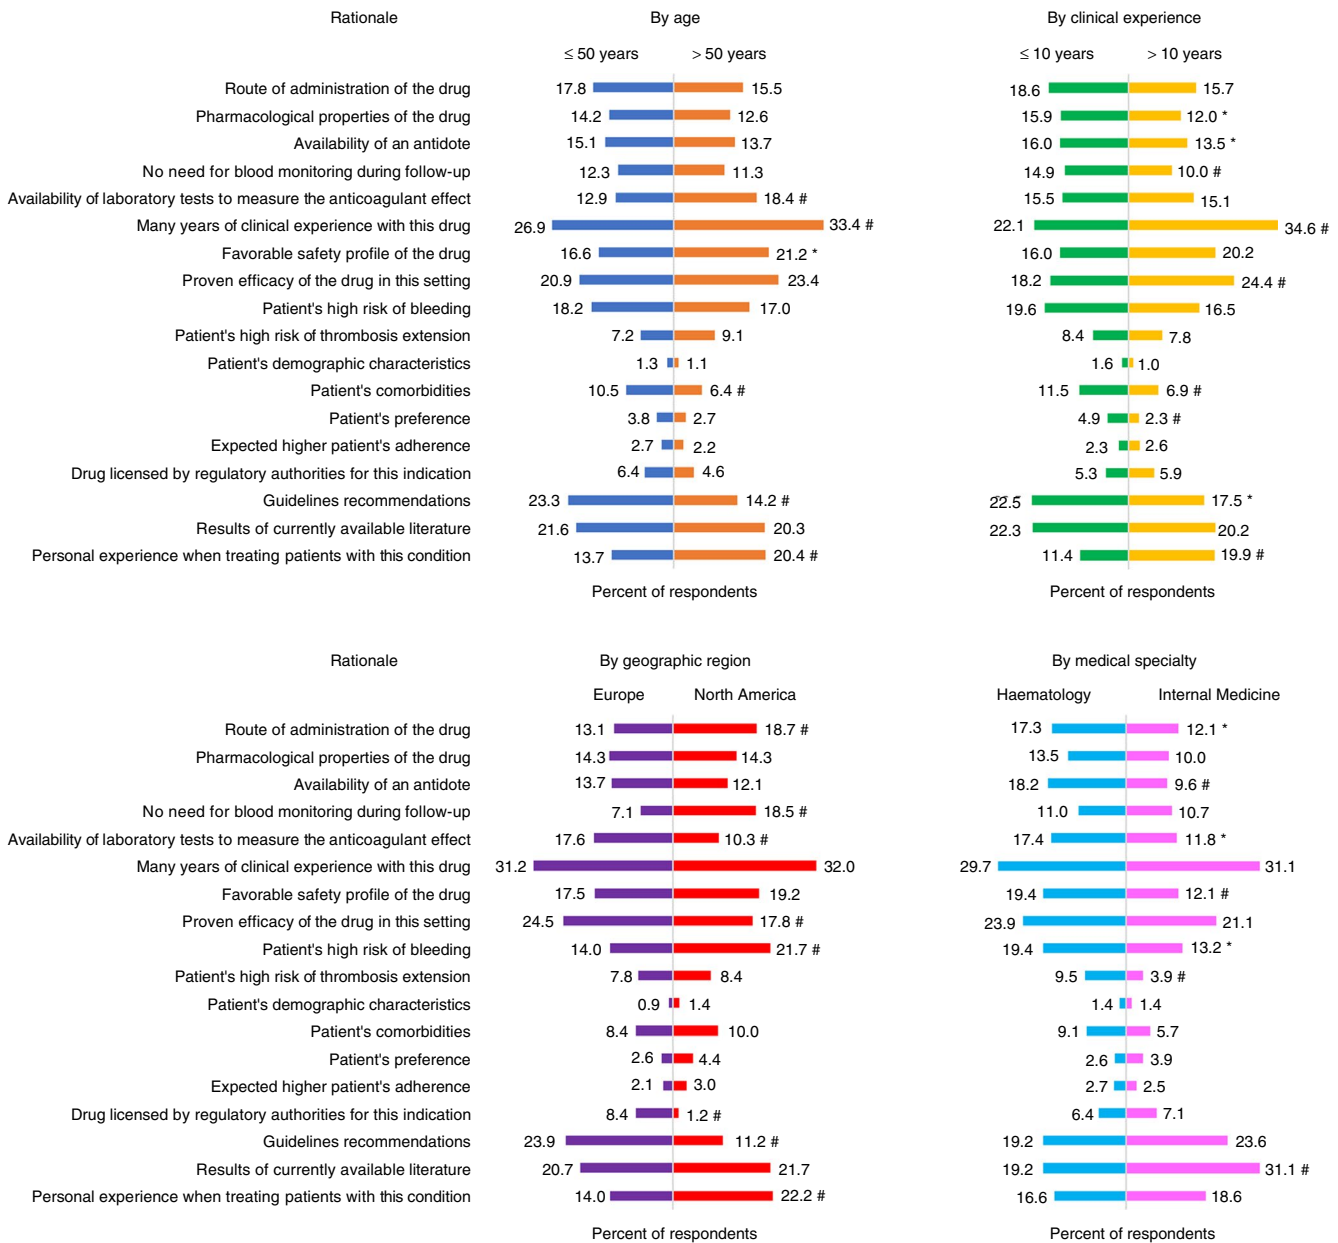 Rationale By age By clinical experience
≤ 50 years > 50 years ≤ 10 years > 10 years
Route of administration of the drug 17.8 15.5 18.6 15.7
Pharmacological properties of the drug 14.2 12.6 15.9 12.0 *
Availability of an antidote 15.1 13.7 16.0 13.5 *
No need for blood monitoring during follow-up 12.3 11.3 14.9 10.0 #
Availability of laboratory tests to measure the anticoagulant effect 12.9 18.4 # 15.5 15.1
Many years of clinical experience with this drug 26.9 33.4 # 22.1 34.6 #
Favorable safety profile of the drug 16.6 21.2 * 16.0 20.2
Proven efficacy of the drug in this setting 20.9 23.4 18.2 24.4 #
Patient's high risk of bleeding 18.2 17.0 19.6 16.5
Patient's high risk of thrombosis extension 7.2 9.1 8.4 7.8
Patient's demographic characteristics 1.3 1.1 1.6 1.0
Patient's comorbidities 10.5 6.4 # 11.5 6.9 #
Patient's preference 3.8 2.7 4.9 2.3 #
Expected higher patient's adherence 2.7 2.2 2.3 2.6
Drug licensed by regulatory authorities for this indication 6.4 4.6 5.3 5.9
Guidelines recommendations 23.3 14.2 # 22.5 17.5 *
Results of currently available literature 21.6 20.3 22.3 20.2
Personal experience when treating patients with this condition 13.7 20.4 # 11.4 19.9 #
Percent of respondents Percent of respondents
Rationale By geographic region By medical specialty
Europe North America Haematology Internal Medicine
Route of administration of the drug 13.1 18.7 # 17.3 12.1 *
Pharmacological properties of the drug 14.3 14.3 13.5 10.0
Availability of an antidote 13.7 12.1 18.2 9.6 #
No need for blood monitoring during follow-up 7.1 18.5 # 11.0 10.7
Availability of laboratory tests to measure the anticoagulant effect 17.6 10.3 # 17.4 11.8 *
Many years of clinical experience with this drug 31.2 32.0 29.7 31.1
Favorable safety profile of the drug 17.5 19.2 19.4 12.1 #
Proven efficacy of the drug in this setting 24.5 17.8 # 23.9 21.1
Patient's high risk of bleeding 14.0 21.7 # 19.4 13.2 *
Patient's high risk of thrombosis extension 7.8 8.4 9.5 3.9 #
Patient's demographic characteristics 0.9 1.4 1.4 1.4
Patient's comorbidities 8.4 10.0 9.1 5.7
Patient's preference 2.6 4.4 2.6 3.9
Expected higher patient's adherence 2.1 3.0 2.7 2.5
Drug licensed by regulatory authorities for this indication 8.4 1.2 # 6.4 7.1
Guidelines recommendations 23.9 11.2 # 19.2 23.6
Results of currently available literature 20.7 21.7 19.2 31.1 #
Personal experience when treating patients with this condition 14.0 22.2 # 16.6 18.6
Percent of respondents Percent of respondents